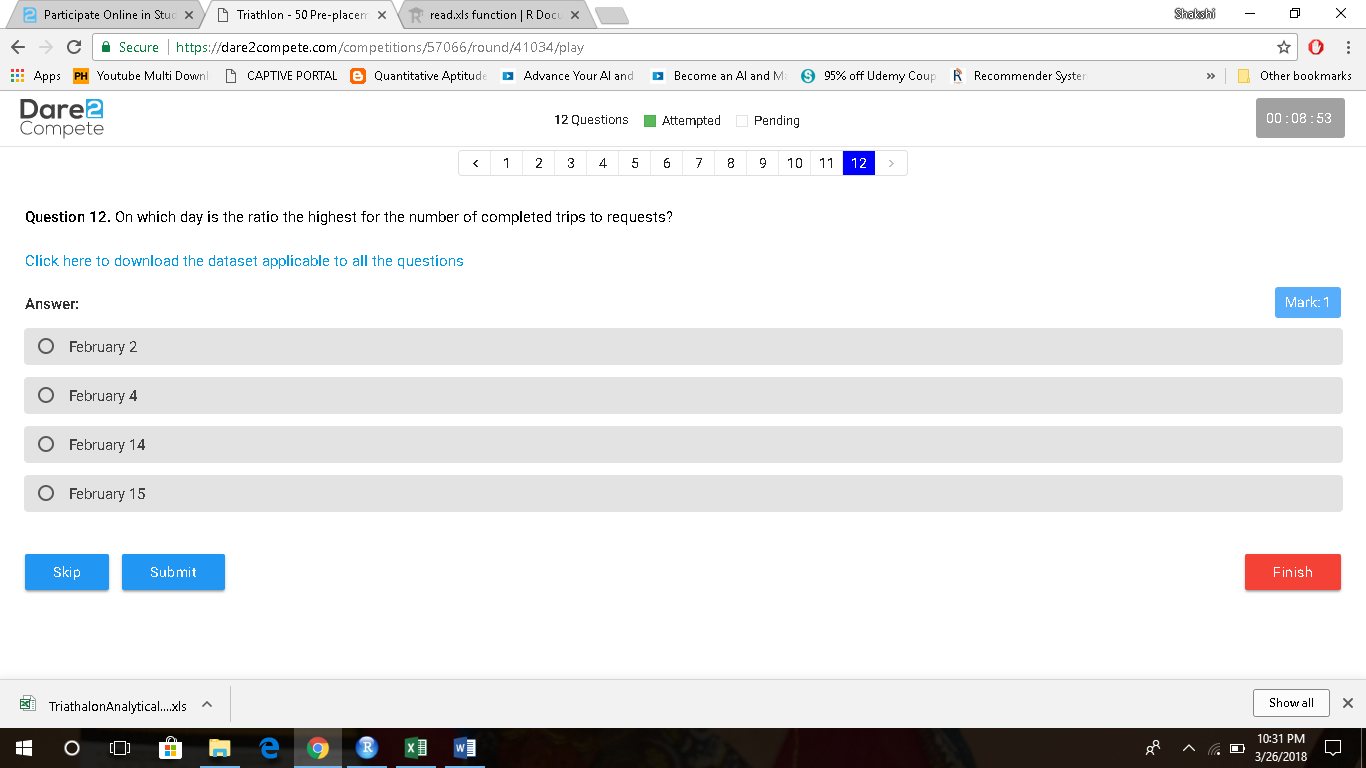 Participate Online in Stud
Triathlon - 50 Pre-placem
read.xls function | R Docu
Shakshi
Secure
https://dare2compete.com/competitions/57066/round/41034/play
Apps
PH Youtube Multi Downl
CAPTIVE PORTAL
Quantitative Aptitude
Advance Your AI and
Become an AI and Ma
95% off Udemy Coup
Recommender System
»
Other bookmarks
Dare2
Compete
12 Questions
Attempted
Pending
00 : 08 : 53
< 1 2 3 4 5 6 7 8 9 10 11 12 >
Question 12. On which day is the ratio the highest for the number of completed trips to requests?
Click here to download the dataset applicable to all the questions
Answer:
Mark: 1
February 2
February 4
February 14
February 15
Skip
Submit
Finish
TriathalonAnalytical....xls
Show all
10:31 PM
3/26/2018